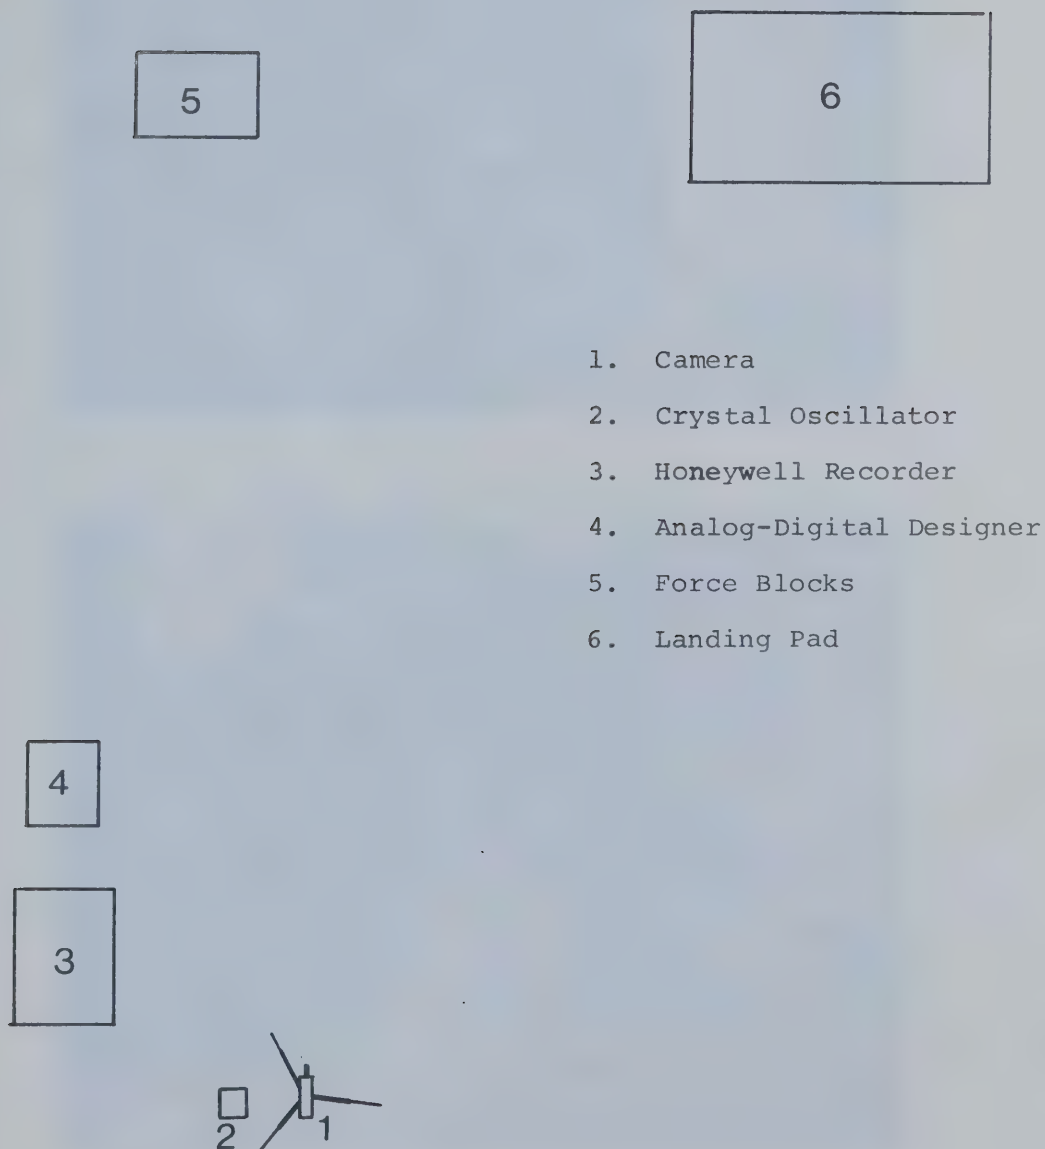 5
6
1. Camera
2. Crystal Oscillator
3. Honeywell Recorder
4. Analog-Digital Designer
5. Force Blocks
6. Landing Pad
4
3
2
1